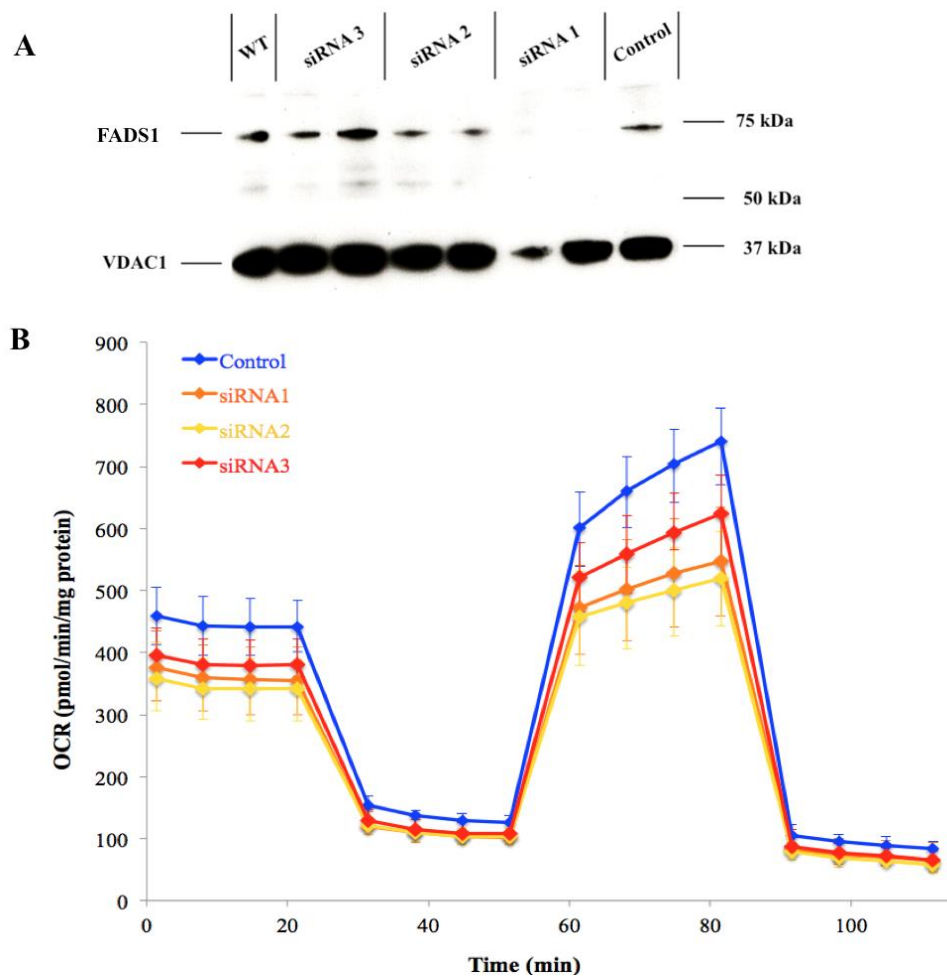 A
WT
siRNA 3
siRNA 2
siRNA 1
Control
FADS1
75 kDa
50 kDa
VDAC1
37 kDa
B
900
800
700
600
500
400
300
200
100
0
OCR (pmol/min/mg protein)
Control
siRNA1
siRNA2
siRNA3
0 20 40 60 80 100
Time (min)